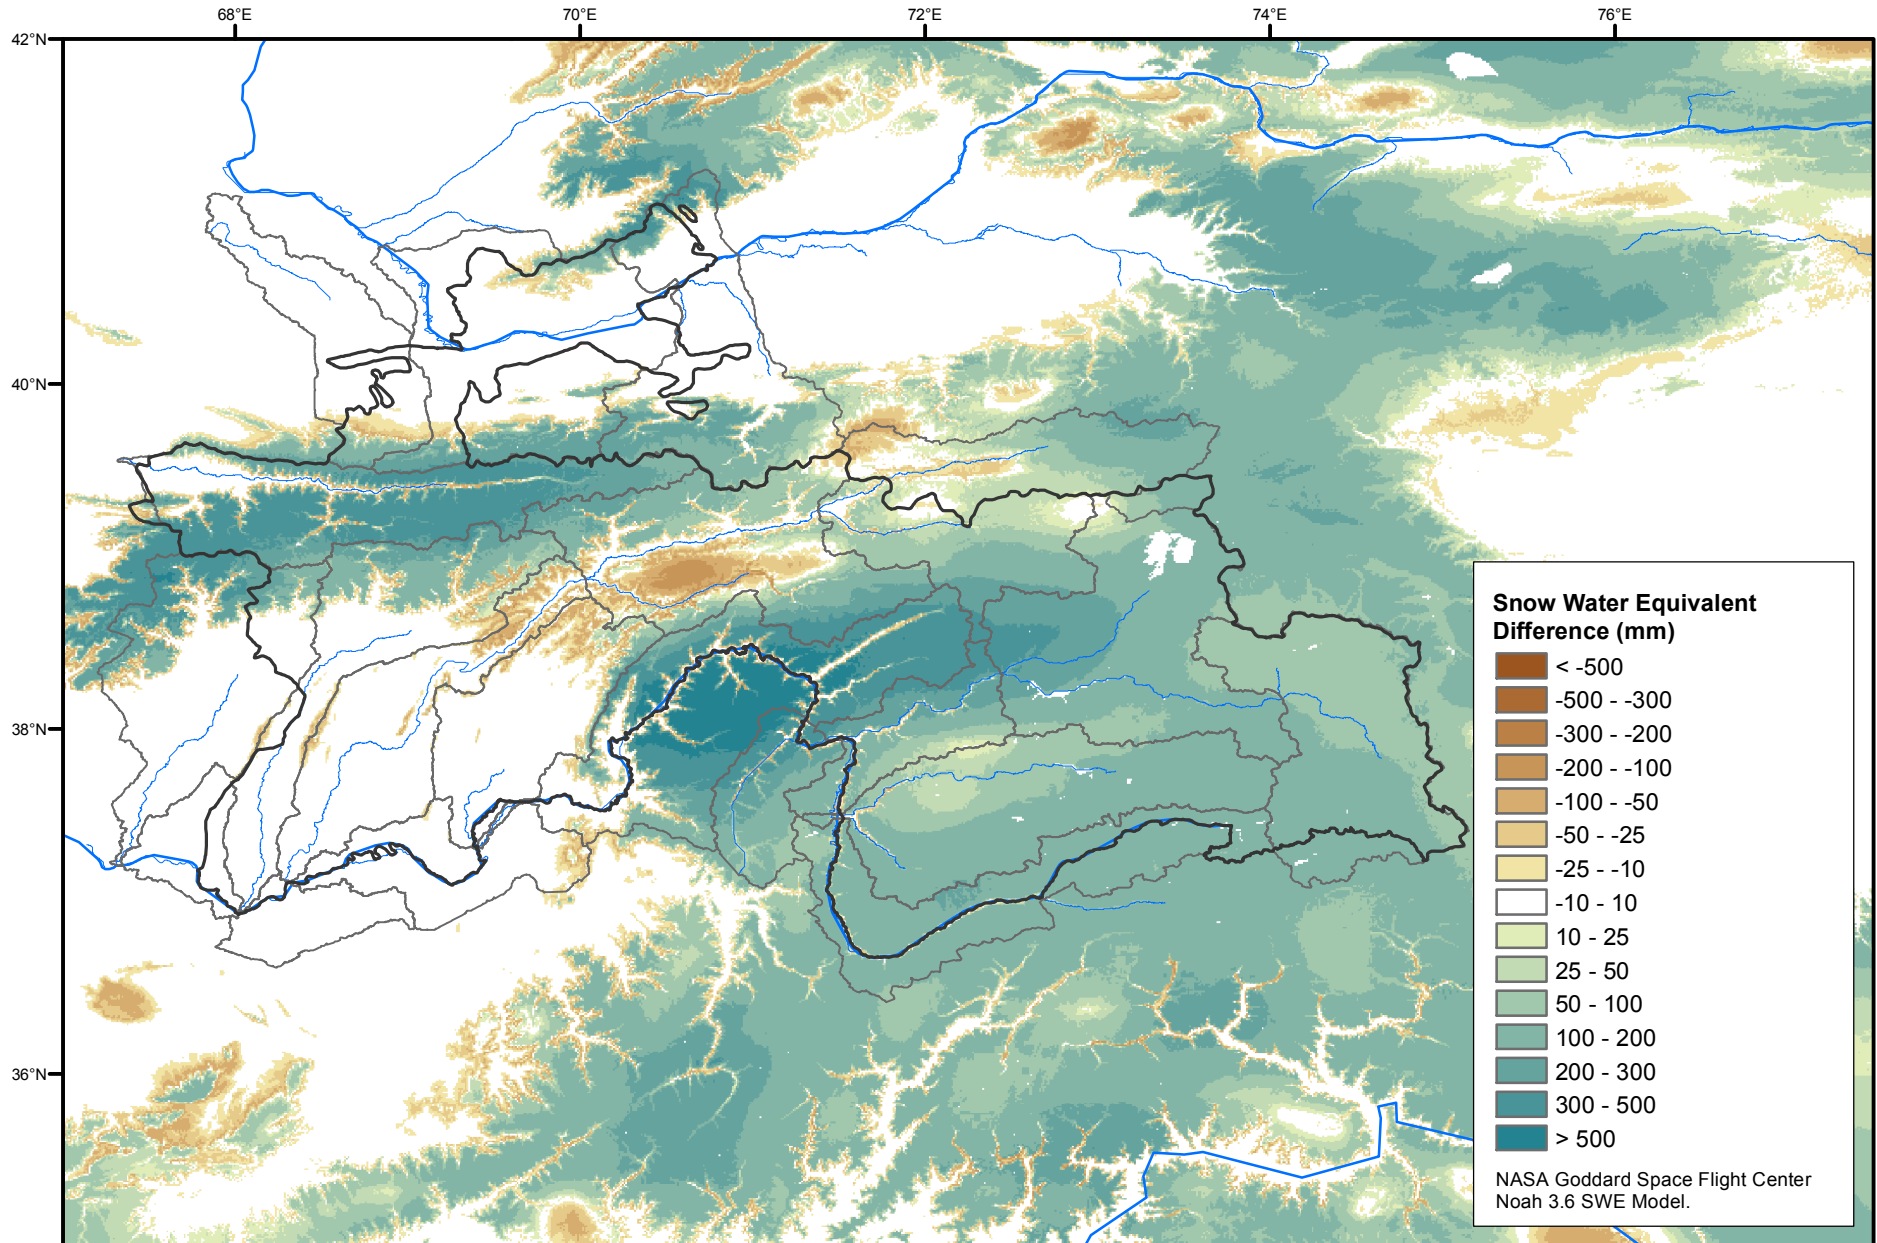 68°E 70°E 72°E 74°E 76°E
42°N
40°N
38°N
36°N
Snow Water Equivalent
Difference (mm)
< -500
-500 - -300
-300 - -200
-200 - -100
-100 - -50
-50 - -25
-25 - -10
-10 - 10
10 - 25
25 - 50
50 - 100
100 - 200
200 - 300
300 - 500
> 500
NASA Goddard Space Flight Center
Noah 3.6 SWE Model.